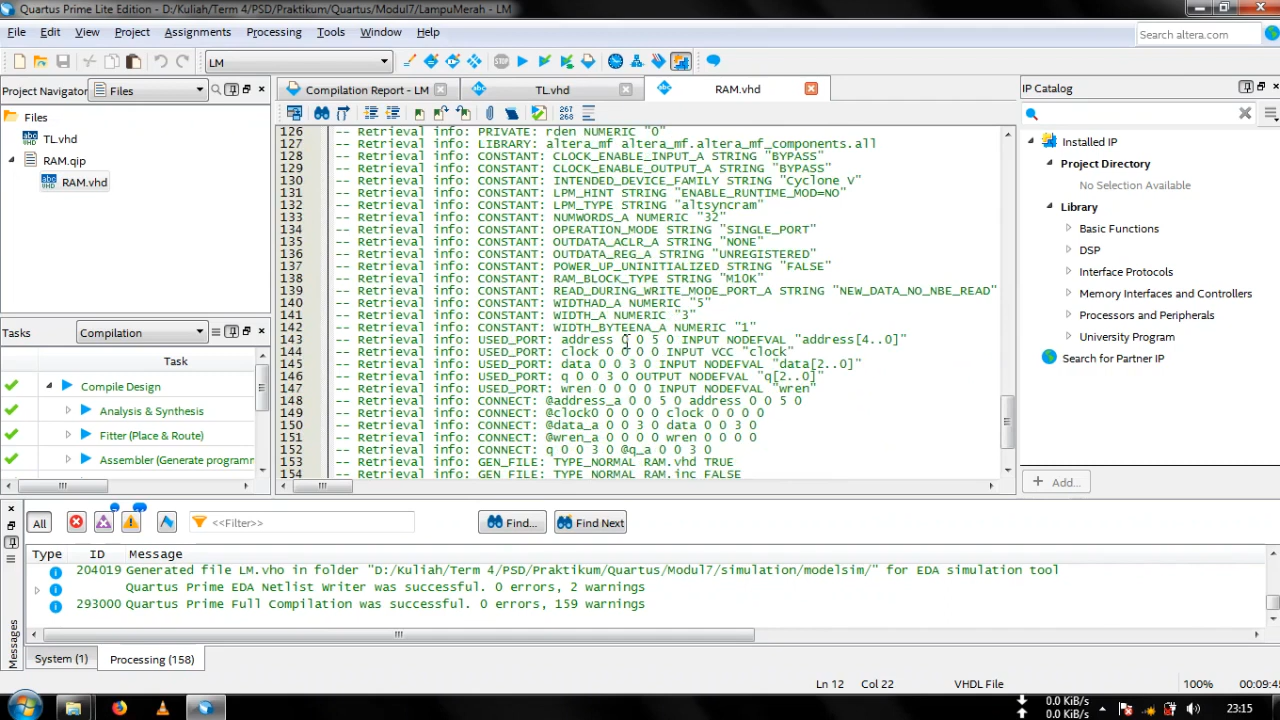 Quartus Prime Lite Edition - D:/Kuliah/Term 4/PSD/Praktikum/Quartus/Modul7/LampuMerah - LM
File Edit View Project Assignments Processing Tools Window Help
Search altera.com
LM
Project Navigator Files
Compilation Report - LM TL.vhd RAM.vhd
IP Catalog
Files
TL.vhd
RAM.qip
RAM.vhd
267
268
126 -- Retrieval info: PRIVATE: rden NUMERIC "0"
127 -- Retrieval info: LIBRARY: altera_mf altera_mf.altera_mf_components.all
128 -- Retrieval info: CONSTANT: CLOCK_ENABLE_INPUT_A STRING "BYPASS"
129 -- Retrieval info: CONSTANT: CLOCK_ENABLE_OUTPUT_A STRING "BYPASS"
130 -- Retrieval info: CONSTANT: INTENDED_DEVICE_FAMILY STRING "Cyclone V"
131 -- Retrieval info: CONSTANT: LPM_HINT STRING "ENABLE_RUNTIME_MOD=NO"
132 -- Retrieval info: CONSTANT: LPM_TYPE STRING "altsyncram"
133 -- Retrieval info: CONSTANT: NUMWORDS_A NUMERIC "32"
134 -- Retrieval info: CONSTANT: OPERATION_MODE STRING "SINGLE_PORT"
135 -- Retrieval info: CONSTANT: OUTDATA_ACLR_A STRING "NONE"
136 -- Retrieval info: CONSTANT: OUTDATA_REG_A STRING "UNREGISTERED"
137 -- Retrieval info: CONSTANT: POWER_UP_UNINITIALIZED STRING "FALSE"
138 -- Retrieval info: CONSTANT: RAM_BLOCK_TYPE STRING "M10K"
139 -- Retrieval info: CONSTANT: READ_DURING_WRITE_MODE_PORT_A STRING "NEW_DATA_NO_NBE_READ"
140 -- Retrieval info: CONSTANT: WIDTHAD_A NUMERIC "5"
141 -- Retrieval info: CONSTANT: WIDTH_A NUMERIC "3"
142 -- Retrieval info: CONSTANT: WIDTH_BYTEENA_A NUMERIC "1"
143 -- Retrieval info: USED_PORT: address 0 0 5 0 INPUT NODEFVAL "address[4..0]"
144 -- Retrieval info: USED_PORT: clock 0 0 0 0 INPUT VCC "clock"
145 -- Retrieval info: USED_PORT: data 0 0 3 0 INPUT NODEFVAL "data[2..0]"
146 -- Retrieval info: USED_PORT: q 0 0 3 0 OUTPUT NODEFVAL "q[2..0]"
147 -- Retrieval info: USED_PORT: wren 0 0 0 0 INPUT NODEFVAL "wren"
148 -- Retrieval info: CONNECT: @address_a 0 0 5 0 address 0 0 5 0
149 -- Retrieval info: CONNECT: @clock0 0 0 0 0 clock 0 0 0 0
150 -- Retrieval info: CONNECT: @data_a 0 0 3 0 data 0 0 3 0
151 -- Retrieval info: CONNECT: @wren_a 0 0 0 0 wren 0 0 0 0
152 -- Retrieval info: CONNECT: q 0 0 3 0 @q_a 0 0 3 0
153 -- Retrieval info: GEN_FILE: TYPE_NORMAL RAM.vhd TRUE
154 -- Retrieval info: GEN_FILE: TYPE_NORMAL RAM.inc FALSE
Installed IP
Project Directory
No Selection Available
Library
Basic Functions
DSP
Interface Protocols
Memory Interfaces and Controllers
Processors and Peripherals
University Program
Search for Partner IP
+ Add...
Tasks Compilation
Task
Compile Design
Analysis & Synthesis
Fitter (Place & Route)
Assembler (Generate programm
All <<Filter>> Find... Find Next
Type ID Message
204019 Generated file LM.vho in folder "D:/Kuliah/Term 4/PSD/Praktikum/Quartus/Modul7/simulation/modelsim/" for EDA simulation tool
Quartus Prime EDA Netlist Writer was successful. 0 errors, 2 warnings
293000 Quartus Prime Full Compilation was successful. 0 errors, 159 warnings
Messages
System (1) Processing (158)
Ln 12 Col 22 VHDL File 100% 00:09:4
0.0 KiB/s
0.0 KiB/s
23:15